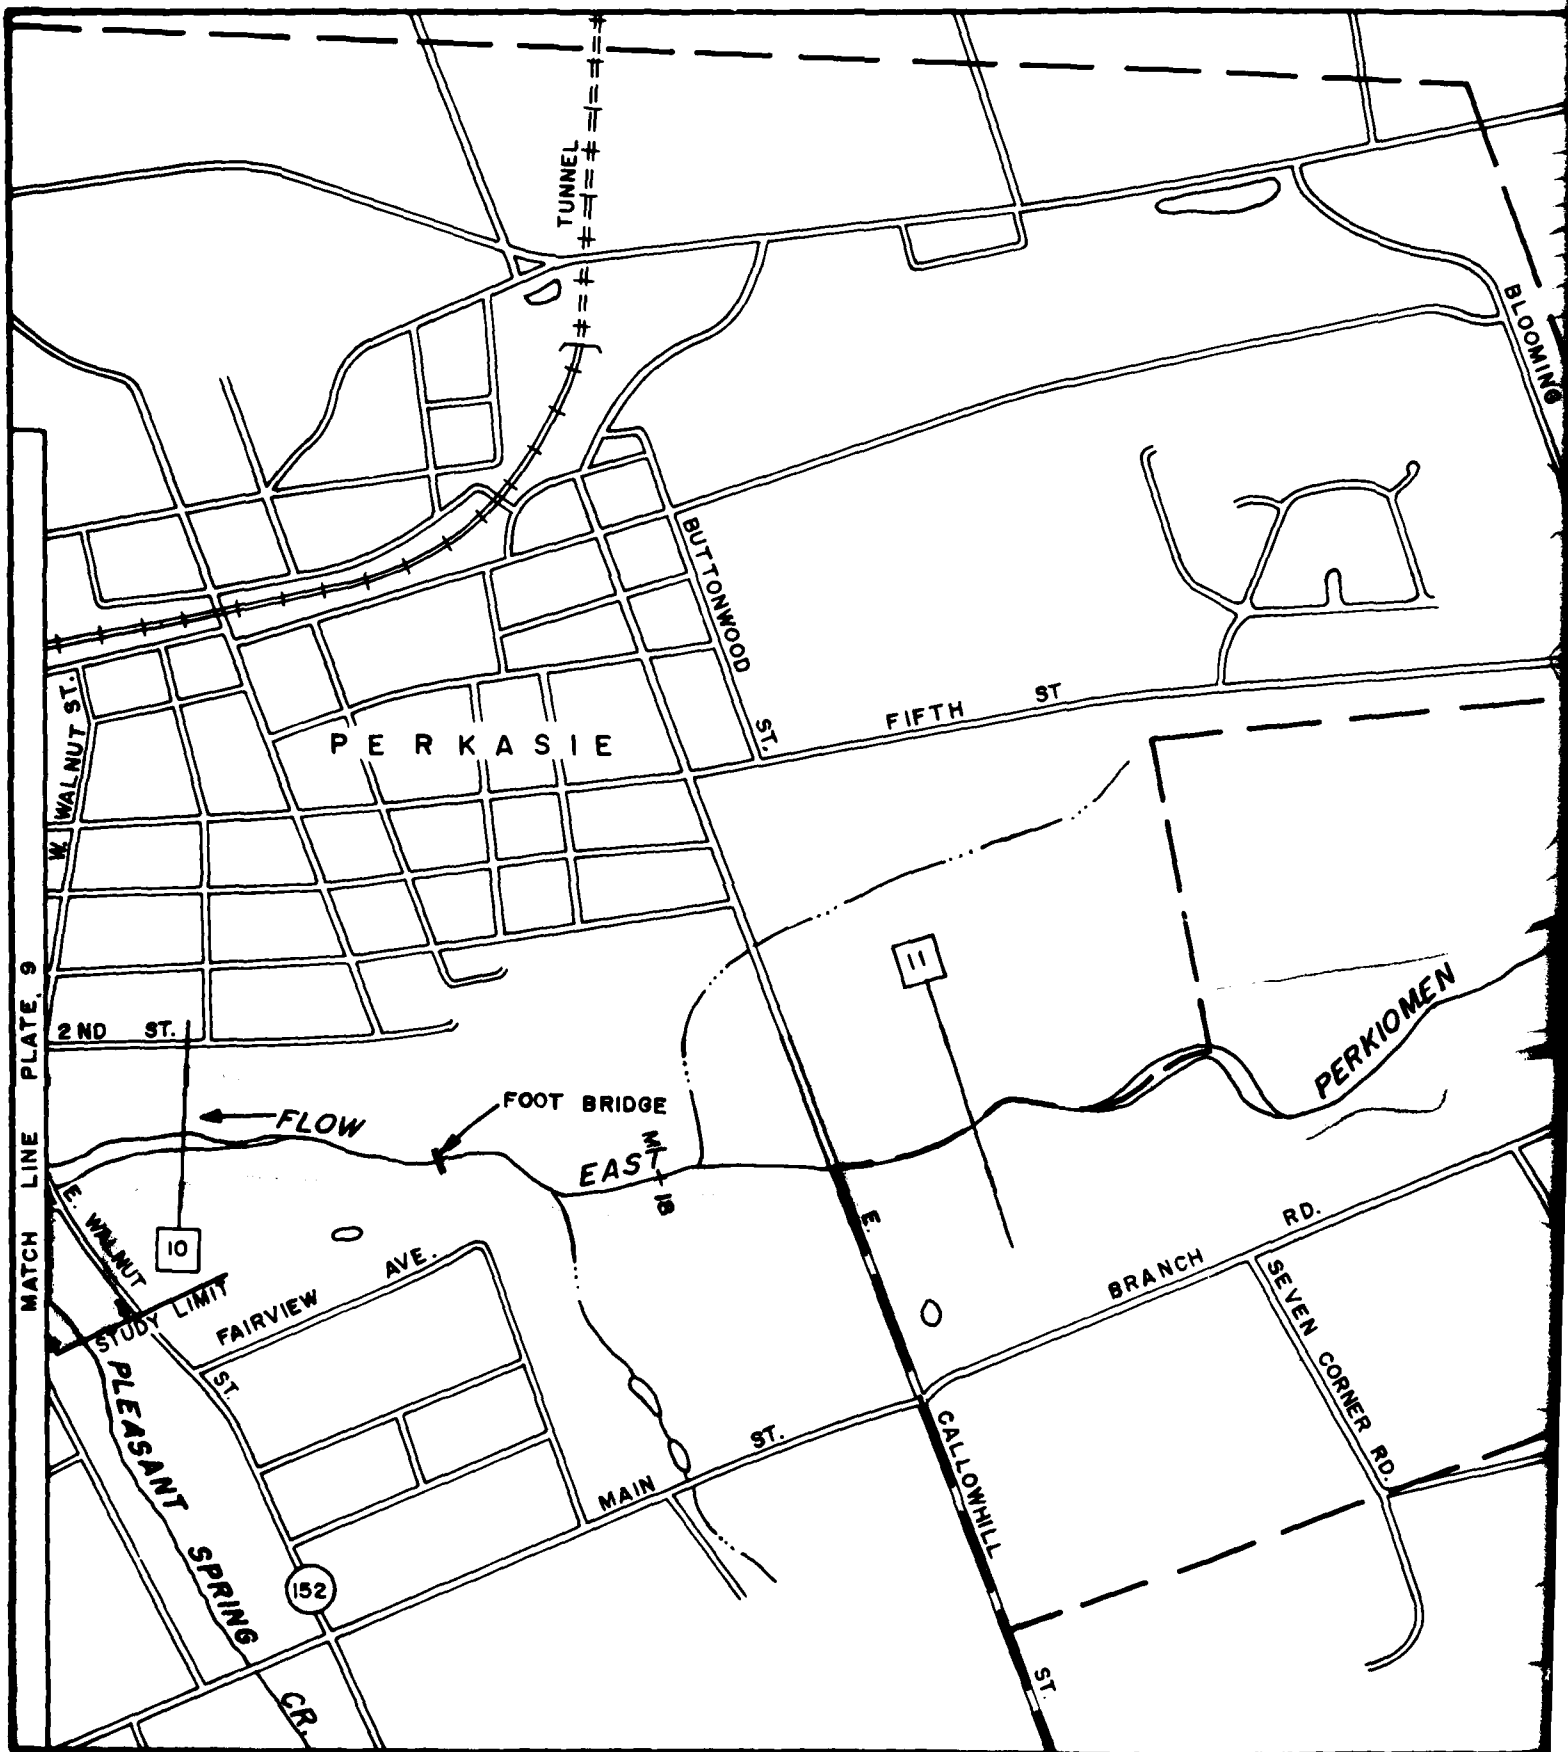 TUNNEL
BLOOMING
BUTTONWOOD ST.
W. WALNUT ST.
FIFTH ST
PERKASIE
11
MATCH LINE PLATE, 9
2ND ST.
PERKIOMEN
FLOW
FOOT BRIDGE
EAST
MI
18
E. WALNUT ST.
10
STUDY LIMIT
FAIRVIEW AVE.
E. CALLOWHILL ST.
BRANCH RD.
SEVEN CORNER RD.
PLEASANT SPRING CR.
MAIN ST.
152